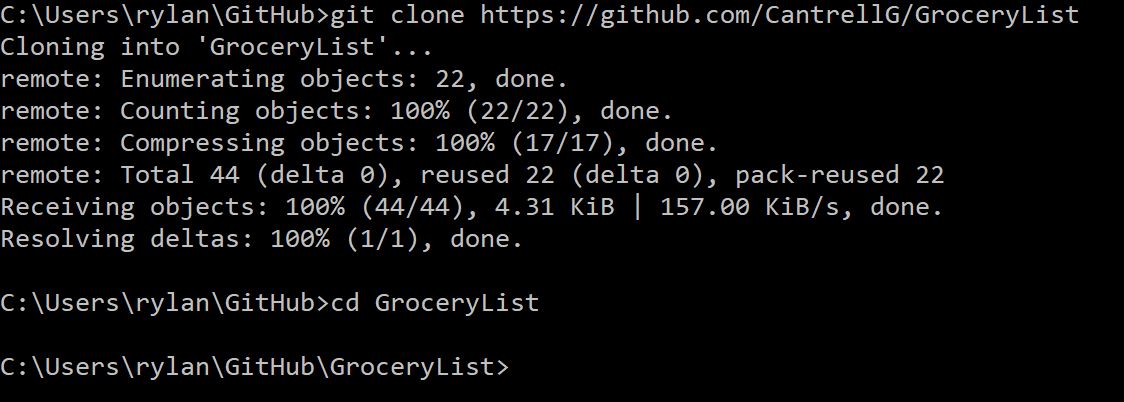 C:\Users\rylan\GitHub>git clone https://github.com/CantrellG/GroceryList
Cloning into 'GroceryList'...
remote: Enumerating objects: 22, done.
remote: Counting objects: 100% (22/22), done.
remote: Compressing objects: 100% (17/17), done.
remote: Total 44 (delta 0), reused 22 (delta 0), pack-reused 22
Receiving objects: 100% (44/44), 4.31 KiB | 157.00 KiB/s, done.
Resolving deltas: 100% (1/1), done.
C:\Users\rylan\GitHub>cd GroceryList
C:\Users\rylan\GitHub\GroceryList>